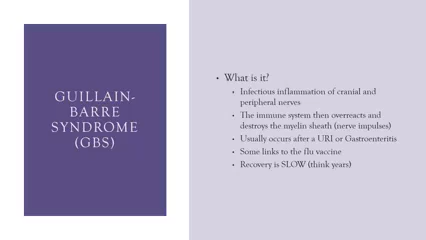 GUILLAIN-
BARRE
SYNDROME
(GBS)
• What is it?
• Infectious inflammation of cranial and
peripheral nerves
• The immune system then overreacts and
destroys the myelin sheath (nerve impulses)
• Usually occurs after a URI or Gastroenteritis
• Some links to the flu vaccine
• Recovery is SLOW (think years)